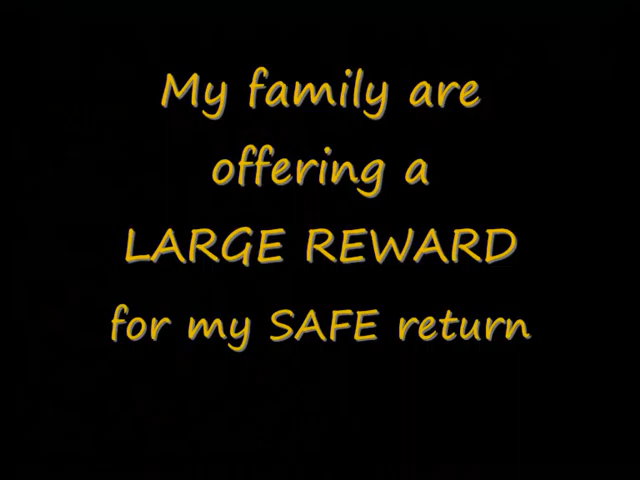 My family are
offering a
LARGE REWARD
for my SAFE return